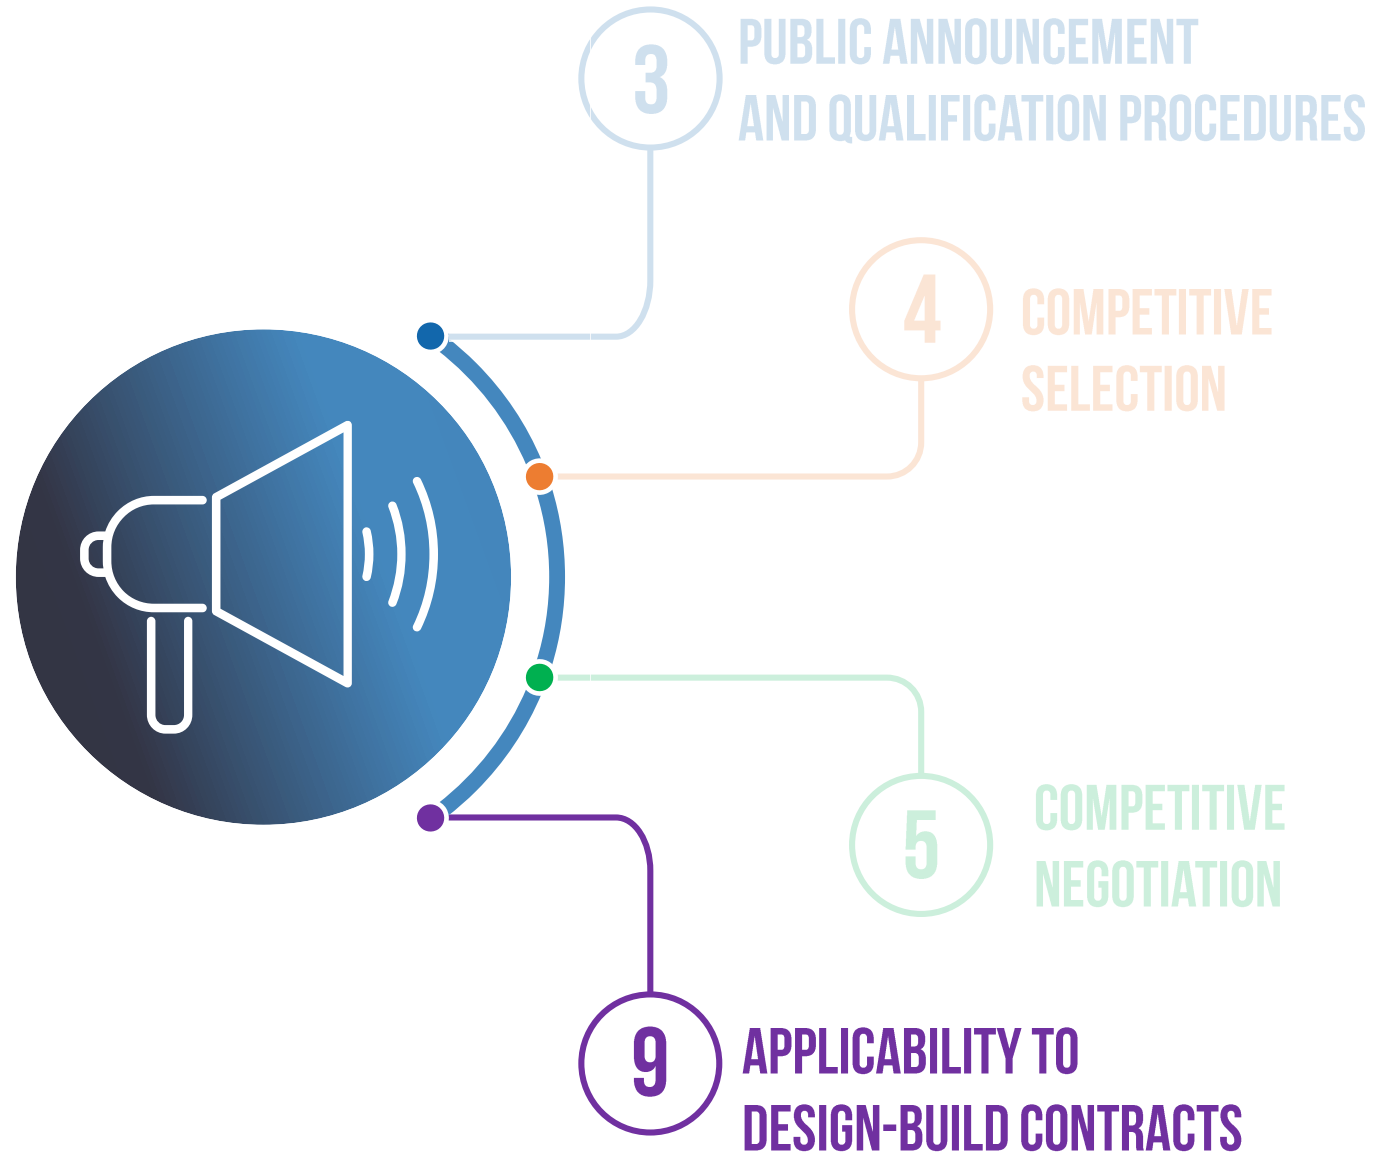 3
PUBLIC ANNOUNCEMENT
AND QUALIFICATION PROCEDURES
4
COMPETITIVE
SELECTION
5
COMPETITIVE
NEGOTIATION
9
APPLICABILITY TO
DESIGN-BUILD CONTRACTS